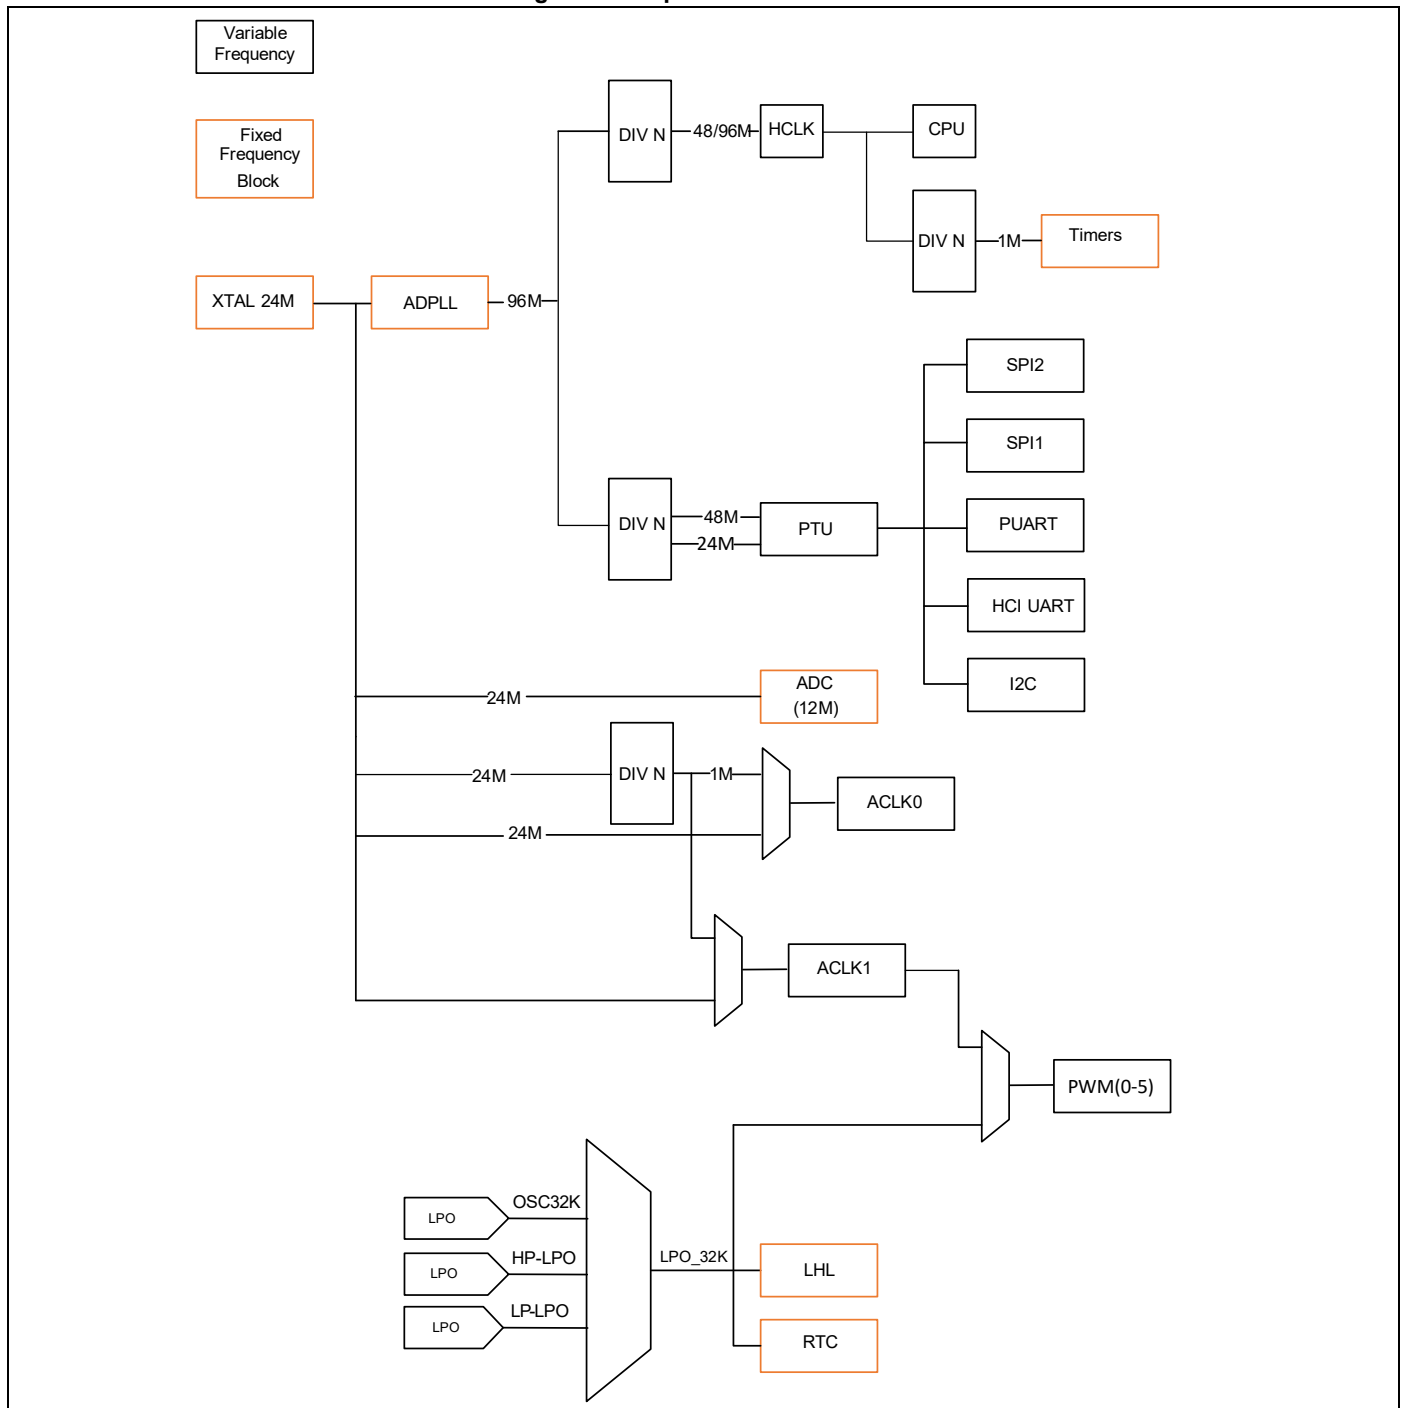 Variable
Frequency
Fixed
Frequency
Block
DIV N
48/96M
HCLK
CPU
DIV N
1M
Timers
XTAL 24M
ADPLL
96M
SPI2
SPI1
DIV N
48M
24M
PTU
PUART
HCI UART
I2C
24M
ADC
(12M)
24M
DIV N
1M
ACLK0
24M
ACLK1
PWM(0-5)
LPO
OSC32K
LPO
HP-LPO
LPO
LP-LPO
LPO_32K
LHL
RTC